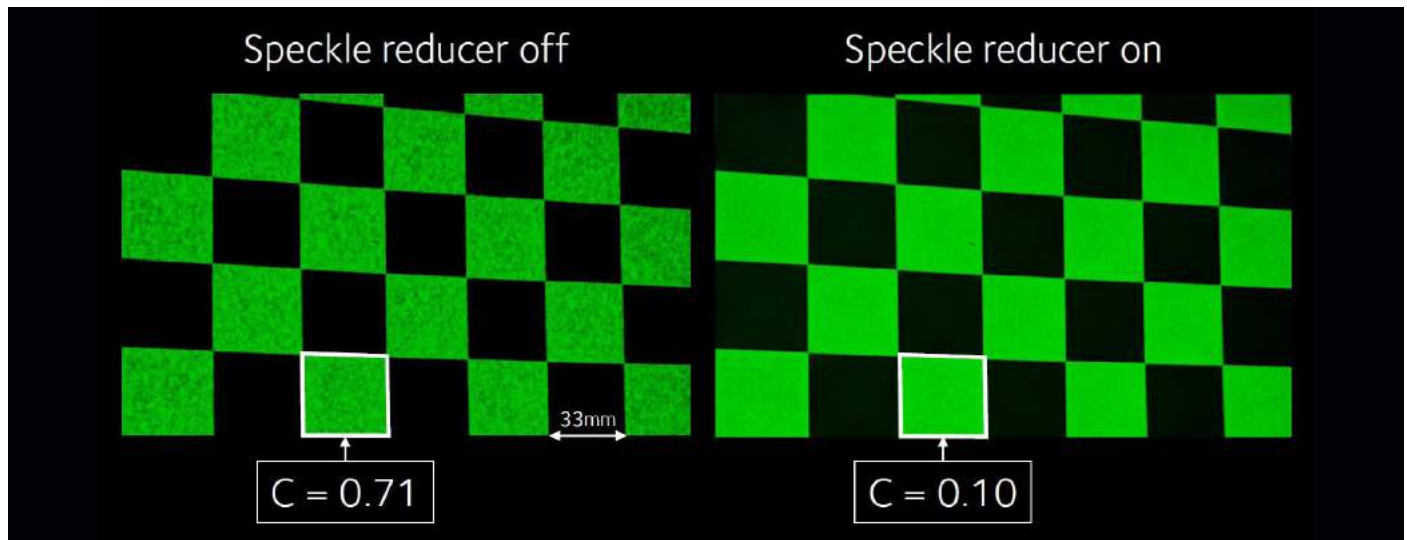 Speckle reducer off
Speckle reducer on
33mm
C = 0.71
C = 0.10